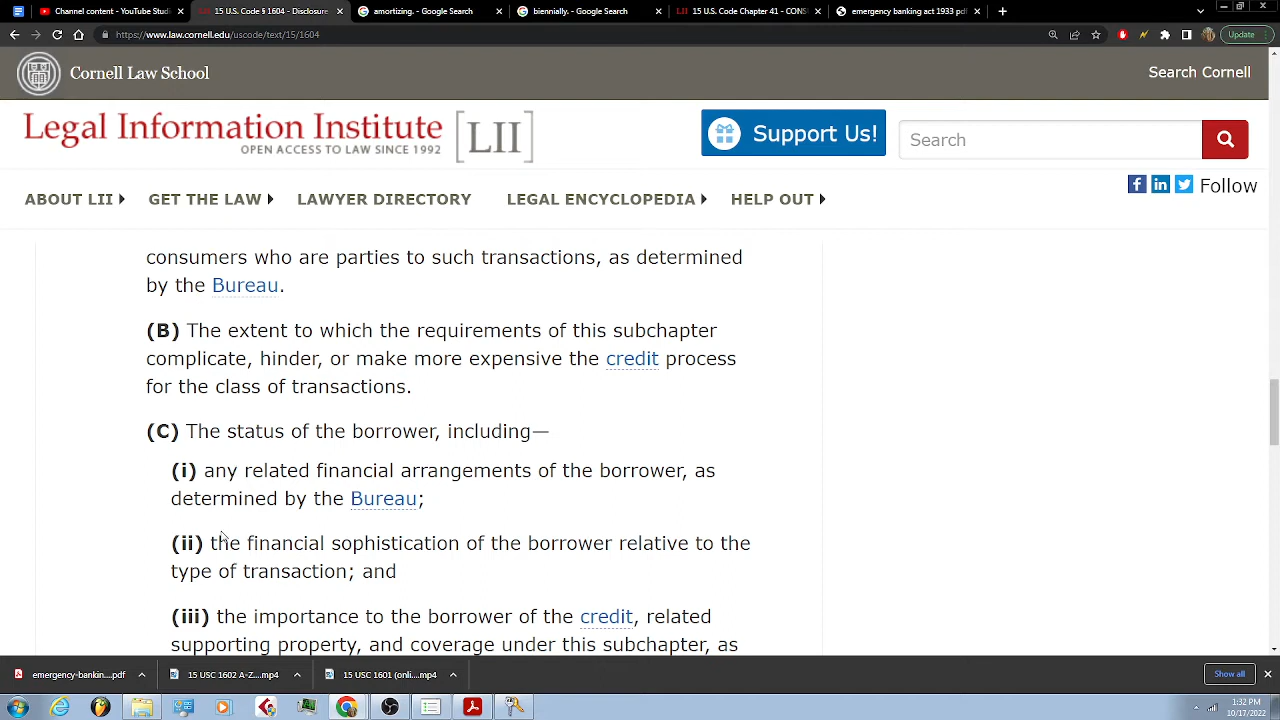 Channel content - YouTube Studi
15 U.S. Code § 1604 - Disclosure
amortizing. - Google Search
biennially. - Google Search
LII
15 U.S. Code Chapter 41 - CONS
emergency banking act 1933 pdf
https://www.law.cornell.edu/uscode/text/15/1604
Update
Cornell Law School
Search Cornell
Legal Information Institute [LII]
OPEN ACCESS TO LAW SINCE 1992
Support Us!
Search
Follow
ABOUT LII
GET THE LAW
LAWYER DIRECTORY
LEGAL ENCYCLOPEDIA
HELP OUT
consumers who are parties to such transactions, as determined
by the Bureau.
(B) The extent to which the requirements of this subchapter
complicate, hinder, or make more expensive the credit process
for the class of transactions.
(C) The status of the borrower, including—
(i) any related financial arrangements of the borrower, as
determined by the Bureau;
(ii) the financial sophistication of the borrower relative to the
type of transaction; and
(iii) the importance to the borrower of the credit, related
supporting property, and coverage under this subchapter, as
emergency-bankin....pdf
15 USC 1602 A-Z....mp4
15 USC 1601 (onli....mp4
Show all
1:32 PM
10/17/2022